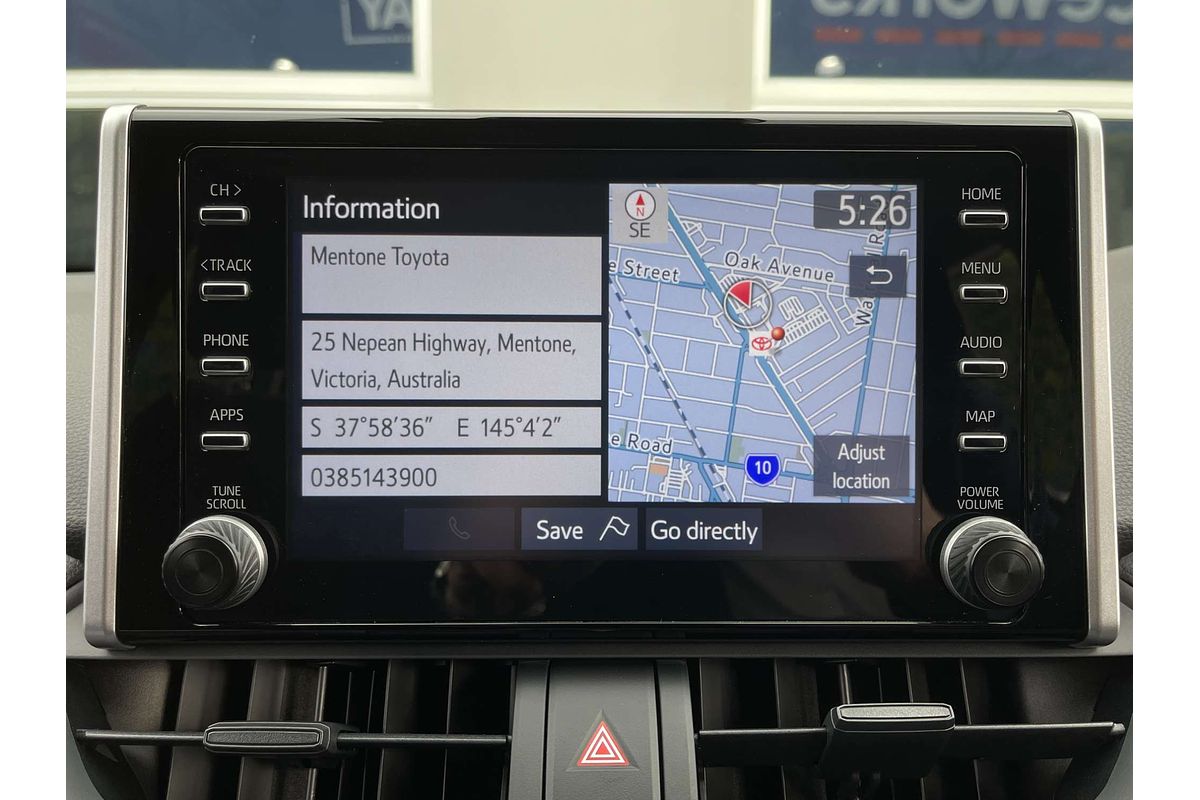 AY
CH >
<TRACK
PHONE
APPS
TUNE
SCROLL
Information
Mentone Toyota
25 Nepean Highway, Mentone,
Victoria, Australia
S 37°58'36" E 145°4'2"
0385143900
Save
Go directly
N
SE
5:26
Oak Avenue
e Street
e Road
10
Adjust
location
HOME
MENU
AUDIO
MAP
POWER
VOLUME